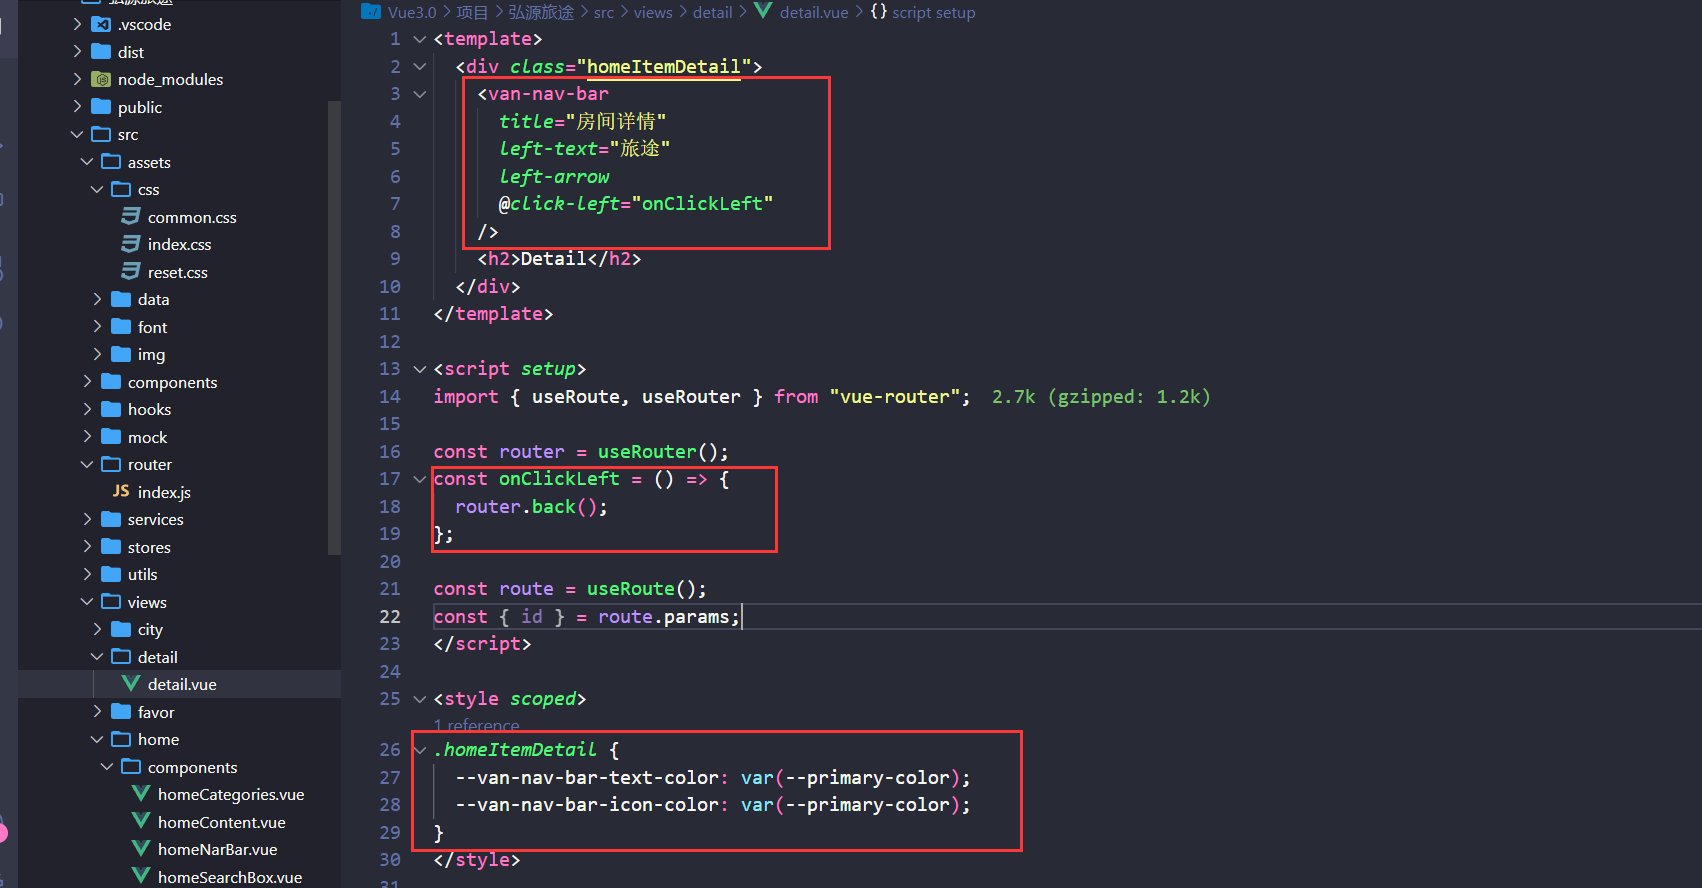 弘源旅途
.vscode
dist
node_modules
public
src
assets
css
common.css
index.css
reset.css
data
font
img
components
hooks
mock
router
JS index.js
services
stores
utils
views
city
detail
detail.vue
favor
home
components
homeCategories.vue
homeContent.vue
homeNarBar.vue
homeSearchBox.vue
Vue3.0 > 项目 > 弘源旅途 > src > views > detail > detail.vue > {} script setup
1 <template>
2 <div class="homeItemDetail">
3 <van-nav-bar
4 title="房间详情"
5 left-text="旅途"
6 left-arrow
7 @click-left="onClickLeft"
8 />
9 <h2>Detail</h2>
10 </div>
11 </template>
12
13 <script setup>
14 import { useRoute, useRouter } from "vue-router"; 2.7k (gzipped: 1.2k)
15
16 const router = useRouter();
17 const onClickLeft = () => {
18 router.back();
19 };
20
21 const route = useRoute();
22 const { id } = route.params;
23 </script>
24
25 <style scoped>
1 reference
26 .homeItemDetail {
27 --van-nav-bar-text-color: var(--primary-color);
28 --van-nav-bar-icon-color: var(--primary-color);
29 }
30 </style>
31